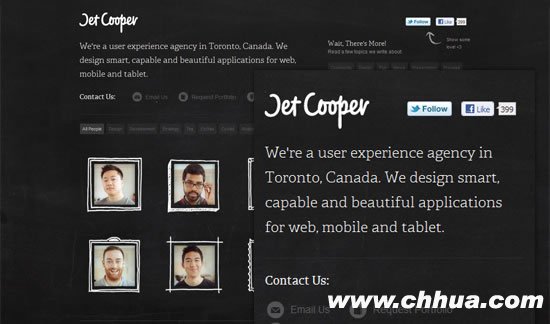 Jet Cooper
Follow
Like
399
We're a user experience agency in Toronto, Canada. We
design smart, capable and beautiful applications for web,
mobile and tablet.
Wait, There's More!
Read a few topics we write about.
Show some
level <3
Contact Us:
Email Us
Request Portfolio
All People
Design
Development
Strategy
Jet Cooper
Follow
Like
399
We're a user experience agency in
Toronto, Canada. We design smart,
capable and beautiful applications
for web, mobile and tablet.
Contact Us:
Email Us
Request Portfolio
www.chhua.com